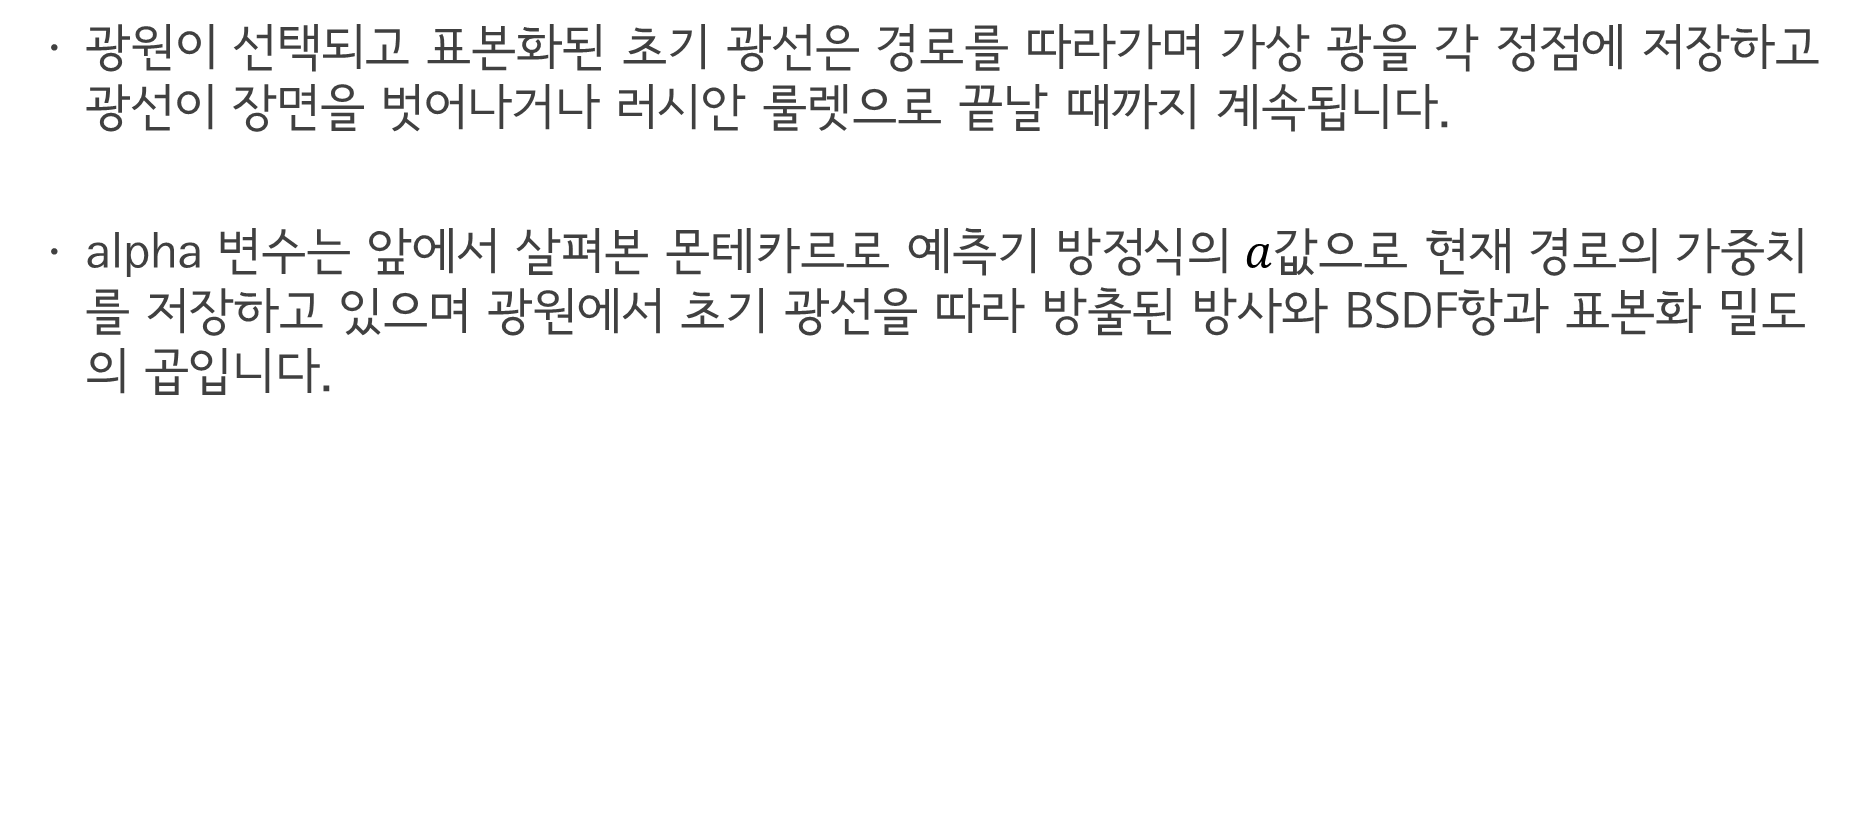 · 광원이 선택되고 표본화된 초기 광선은 경로를 따라가며 가상 광을 각 정점에 저장하고
광선이 장면을 벗어나거나 러시안 룰렛으로 끝날 때까지 계속됩니다.
· alpha 변수는 앞에서 살펴본 몬테카르로 예측기 방정식의 𝑎값으로 현재 경로의 가중치
를 저장하고 있으며 광원에서 초기 광선을 따라 방출된 방사와 BSDF항과 표본화 밀도
의 곱입니다.